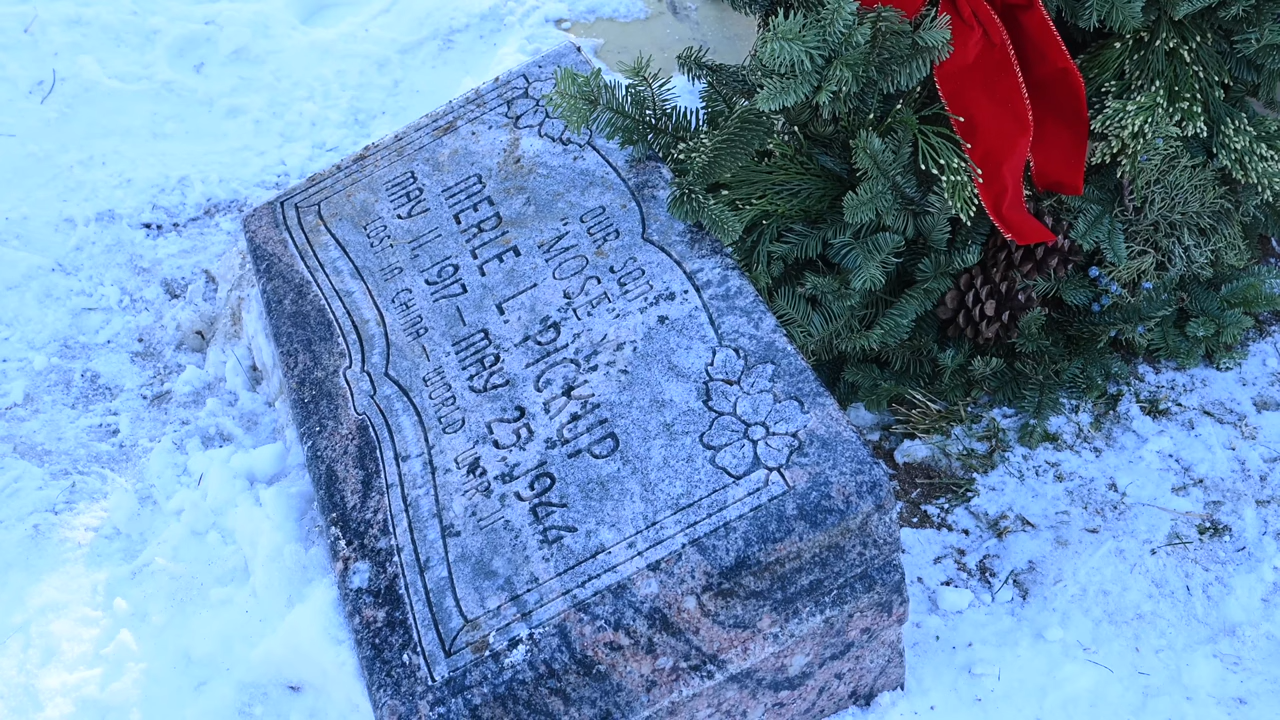 OUR SON
"MOSE"
MERLE L. PICKUP
MAY 11, 1917 – MAY 25, 1944
LOST IN CHINA – WORLD WAR II